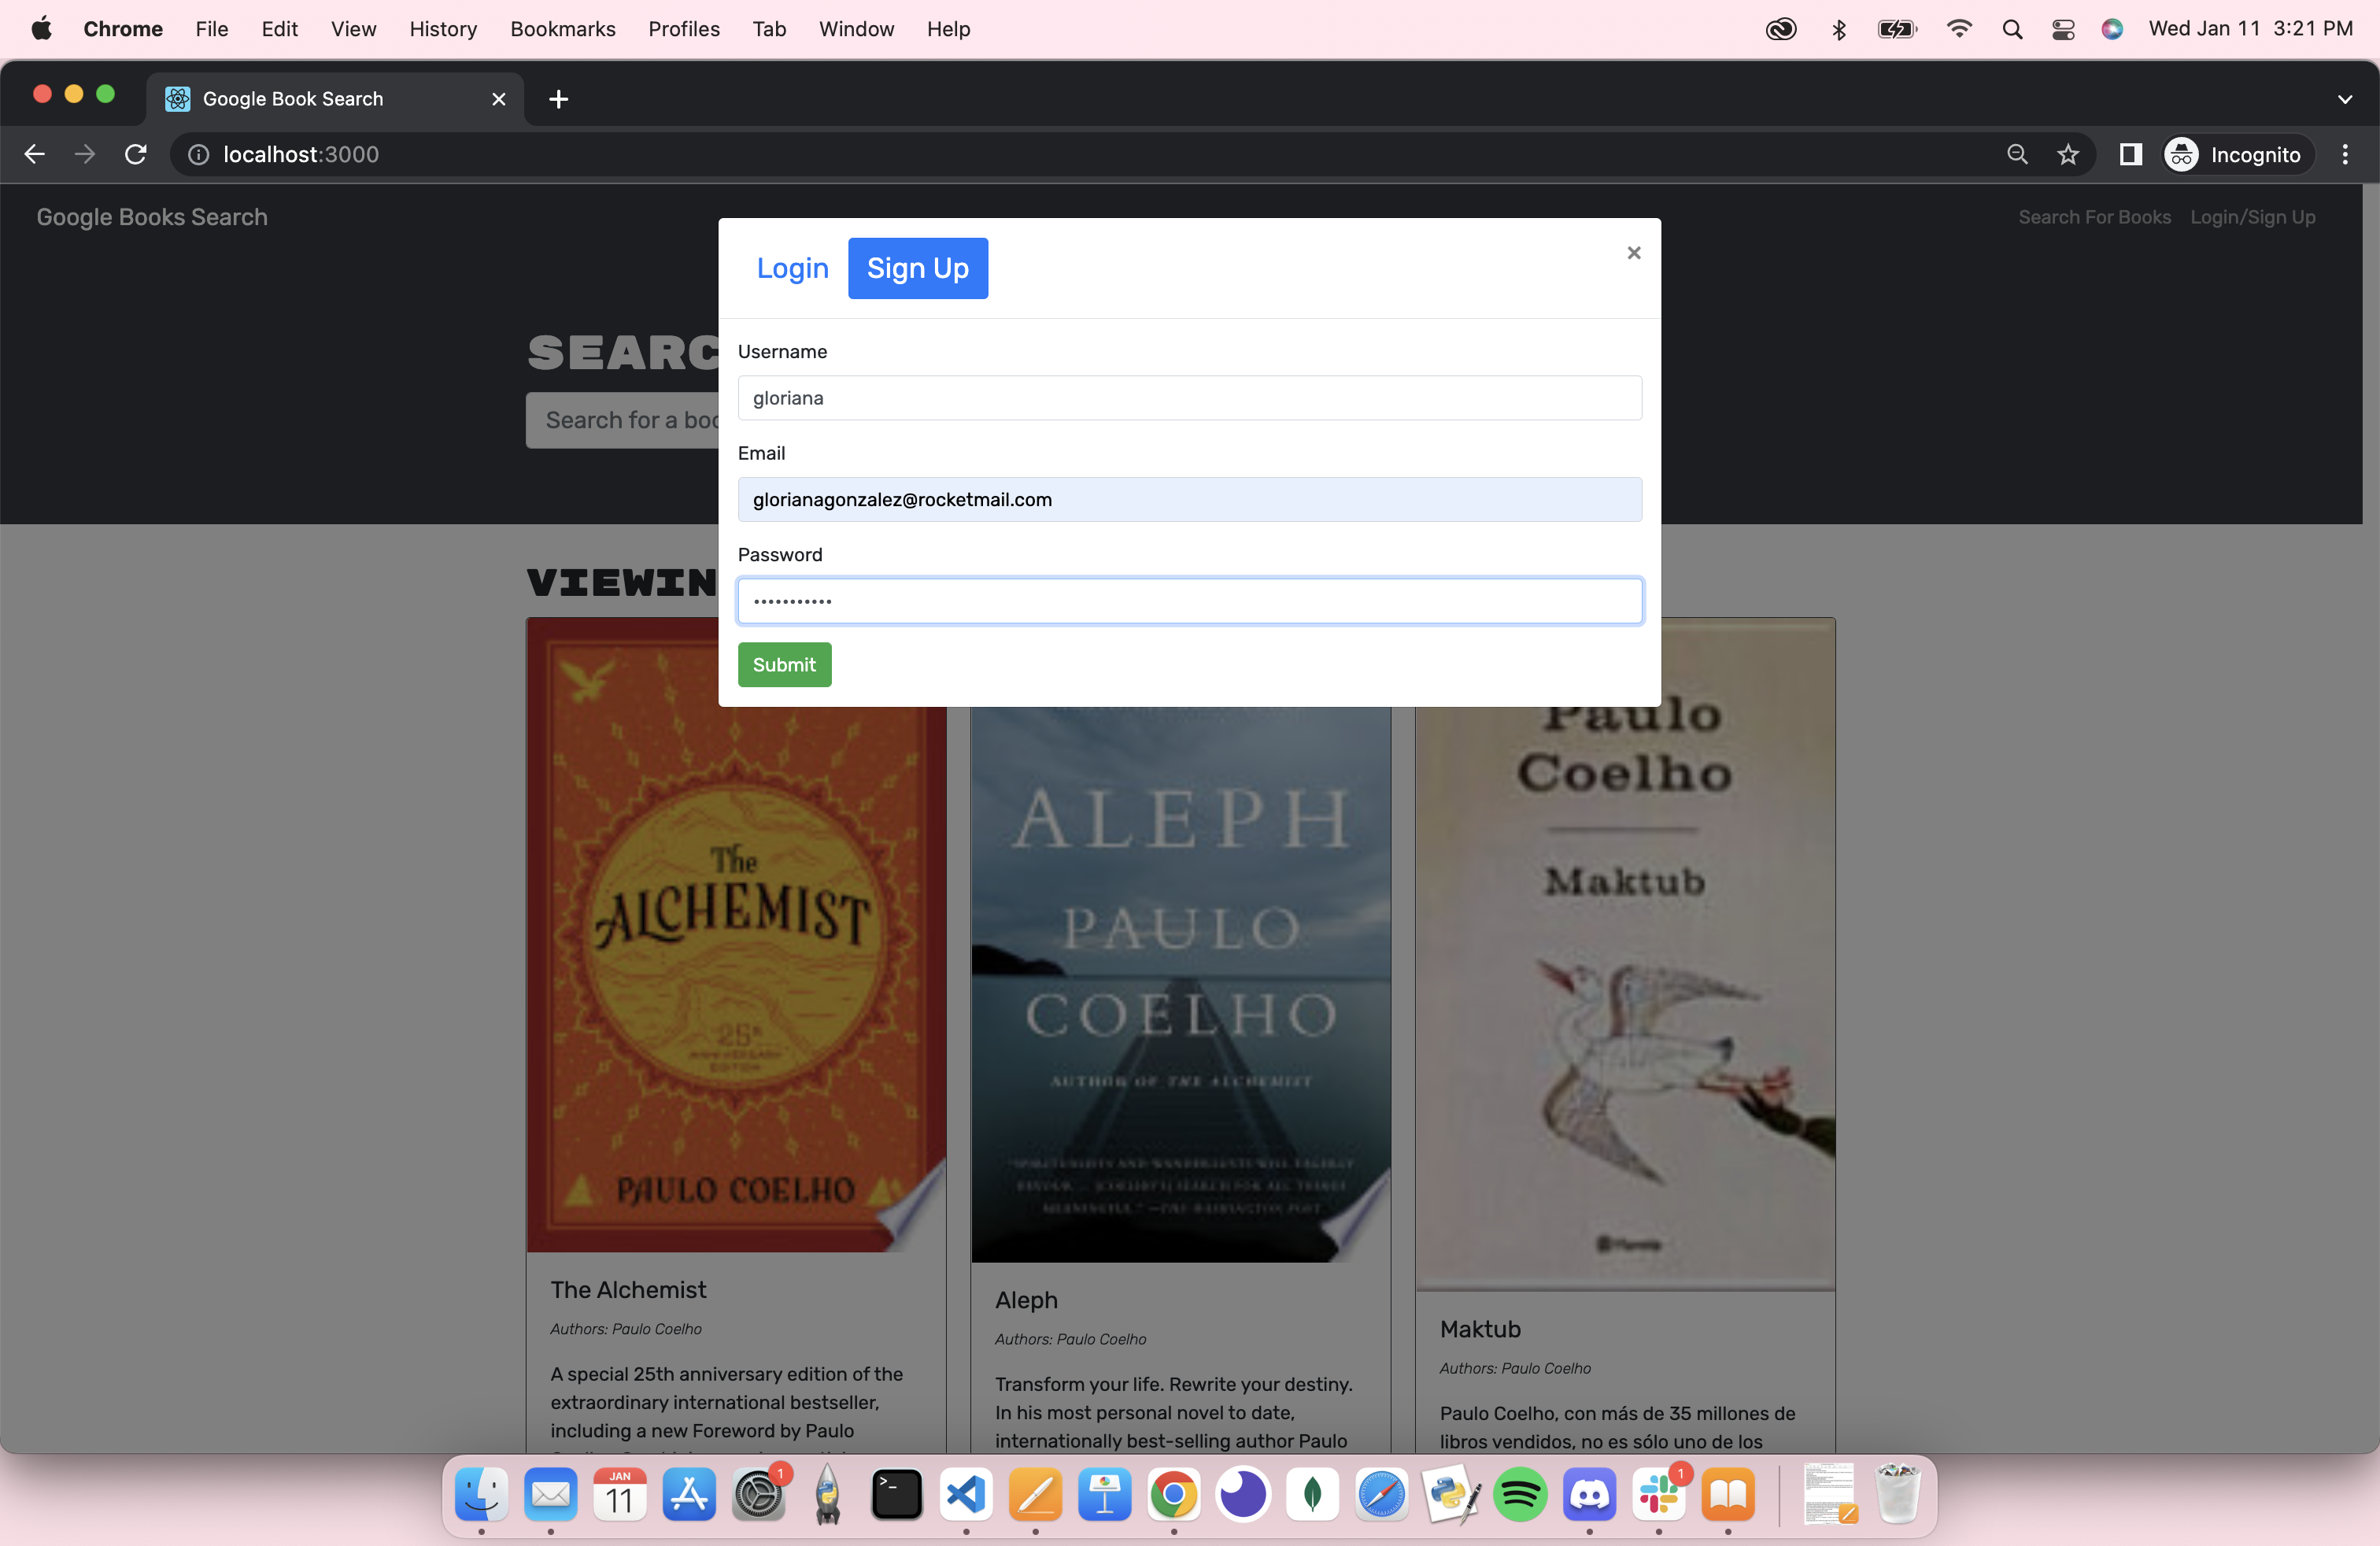 Chrome File Edit View History Bookmarks Profiles Tab Window Help Wed Jan 11 3:21 PM
Google Book Search
localhost:3000 Incognito
Google Books Search Search For Books Login/Sign Up
Login Sign Up ×
SEARC
Username
gloriana
Search for a boo
Email
glorianagonzalez@rocketmail.com
Password
•••••••••••
VIEWIN
Submit
The
ALCHEMIST
25th
ANNIVERSARY
EDITION
PAULO COELHO
ALEPH
PAULO
COELHO
AUTHOR OF THE ALCHEMIST
Paulo
Coelho
Maktub
Planeta
The Alchemist
Authors: Paulo Coelho
A special 25th anniversary edition of the
extraordinary international bestseller,
including a new Foreword by Paulo
Aleph
Authors: Paulo Coelho
Transform your life. Rewrite your destiny.
In his most personal novel to date,
internationally best-selling author Paulo
Maktub
Authors: Paulo Coelho
Paulo Coelho, con más de 35 millones de
libros vendidos, no es sólo uno de los
JAN
11
1
1